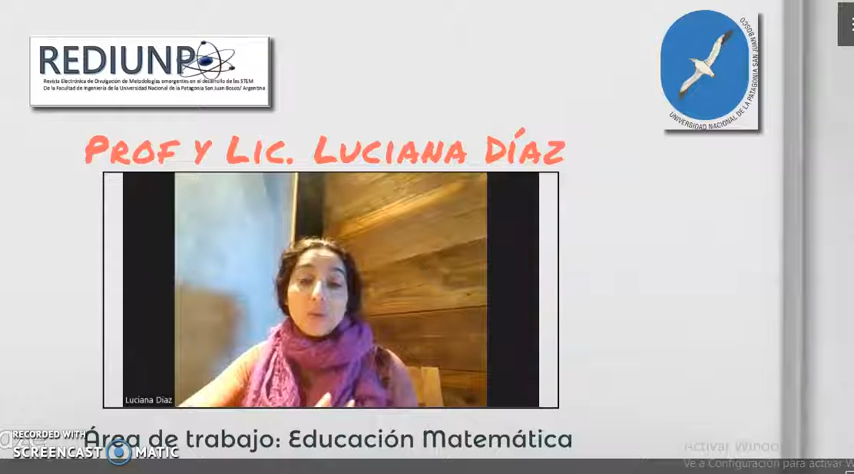 REDIUNP
Revista Electrónica de Divulgación de Metodologías emergentes en el desarrollo de las STEM
De la Facultad de Ingeniería de la Universidad Nacional de la Patagonia San Juan Bosco/ Argentina
UNIVERSIDAD NACIONAL DE LA PATAGONIA SAN JUAN BOSCO
Prof y Lic. Luciana Díaz
Luciana Diaz
Área de trabajo: Educación Matemática
RECORDED WITH
SCREENCAST MATIC
Activar Window
Ve a Configuración para activar W